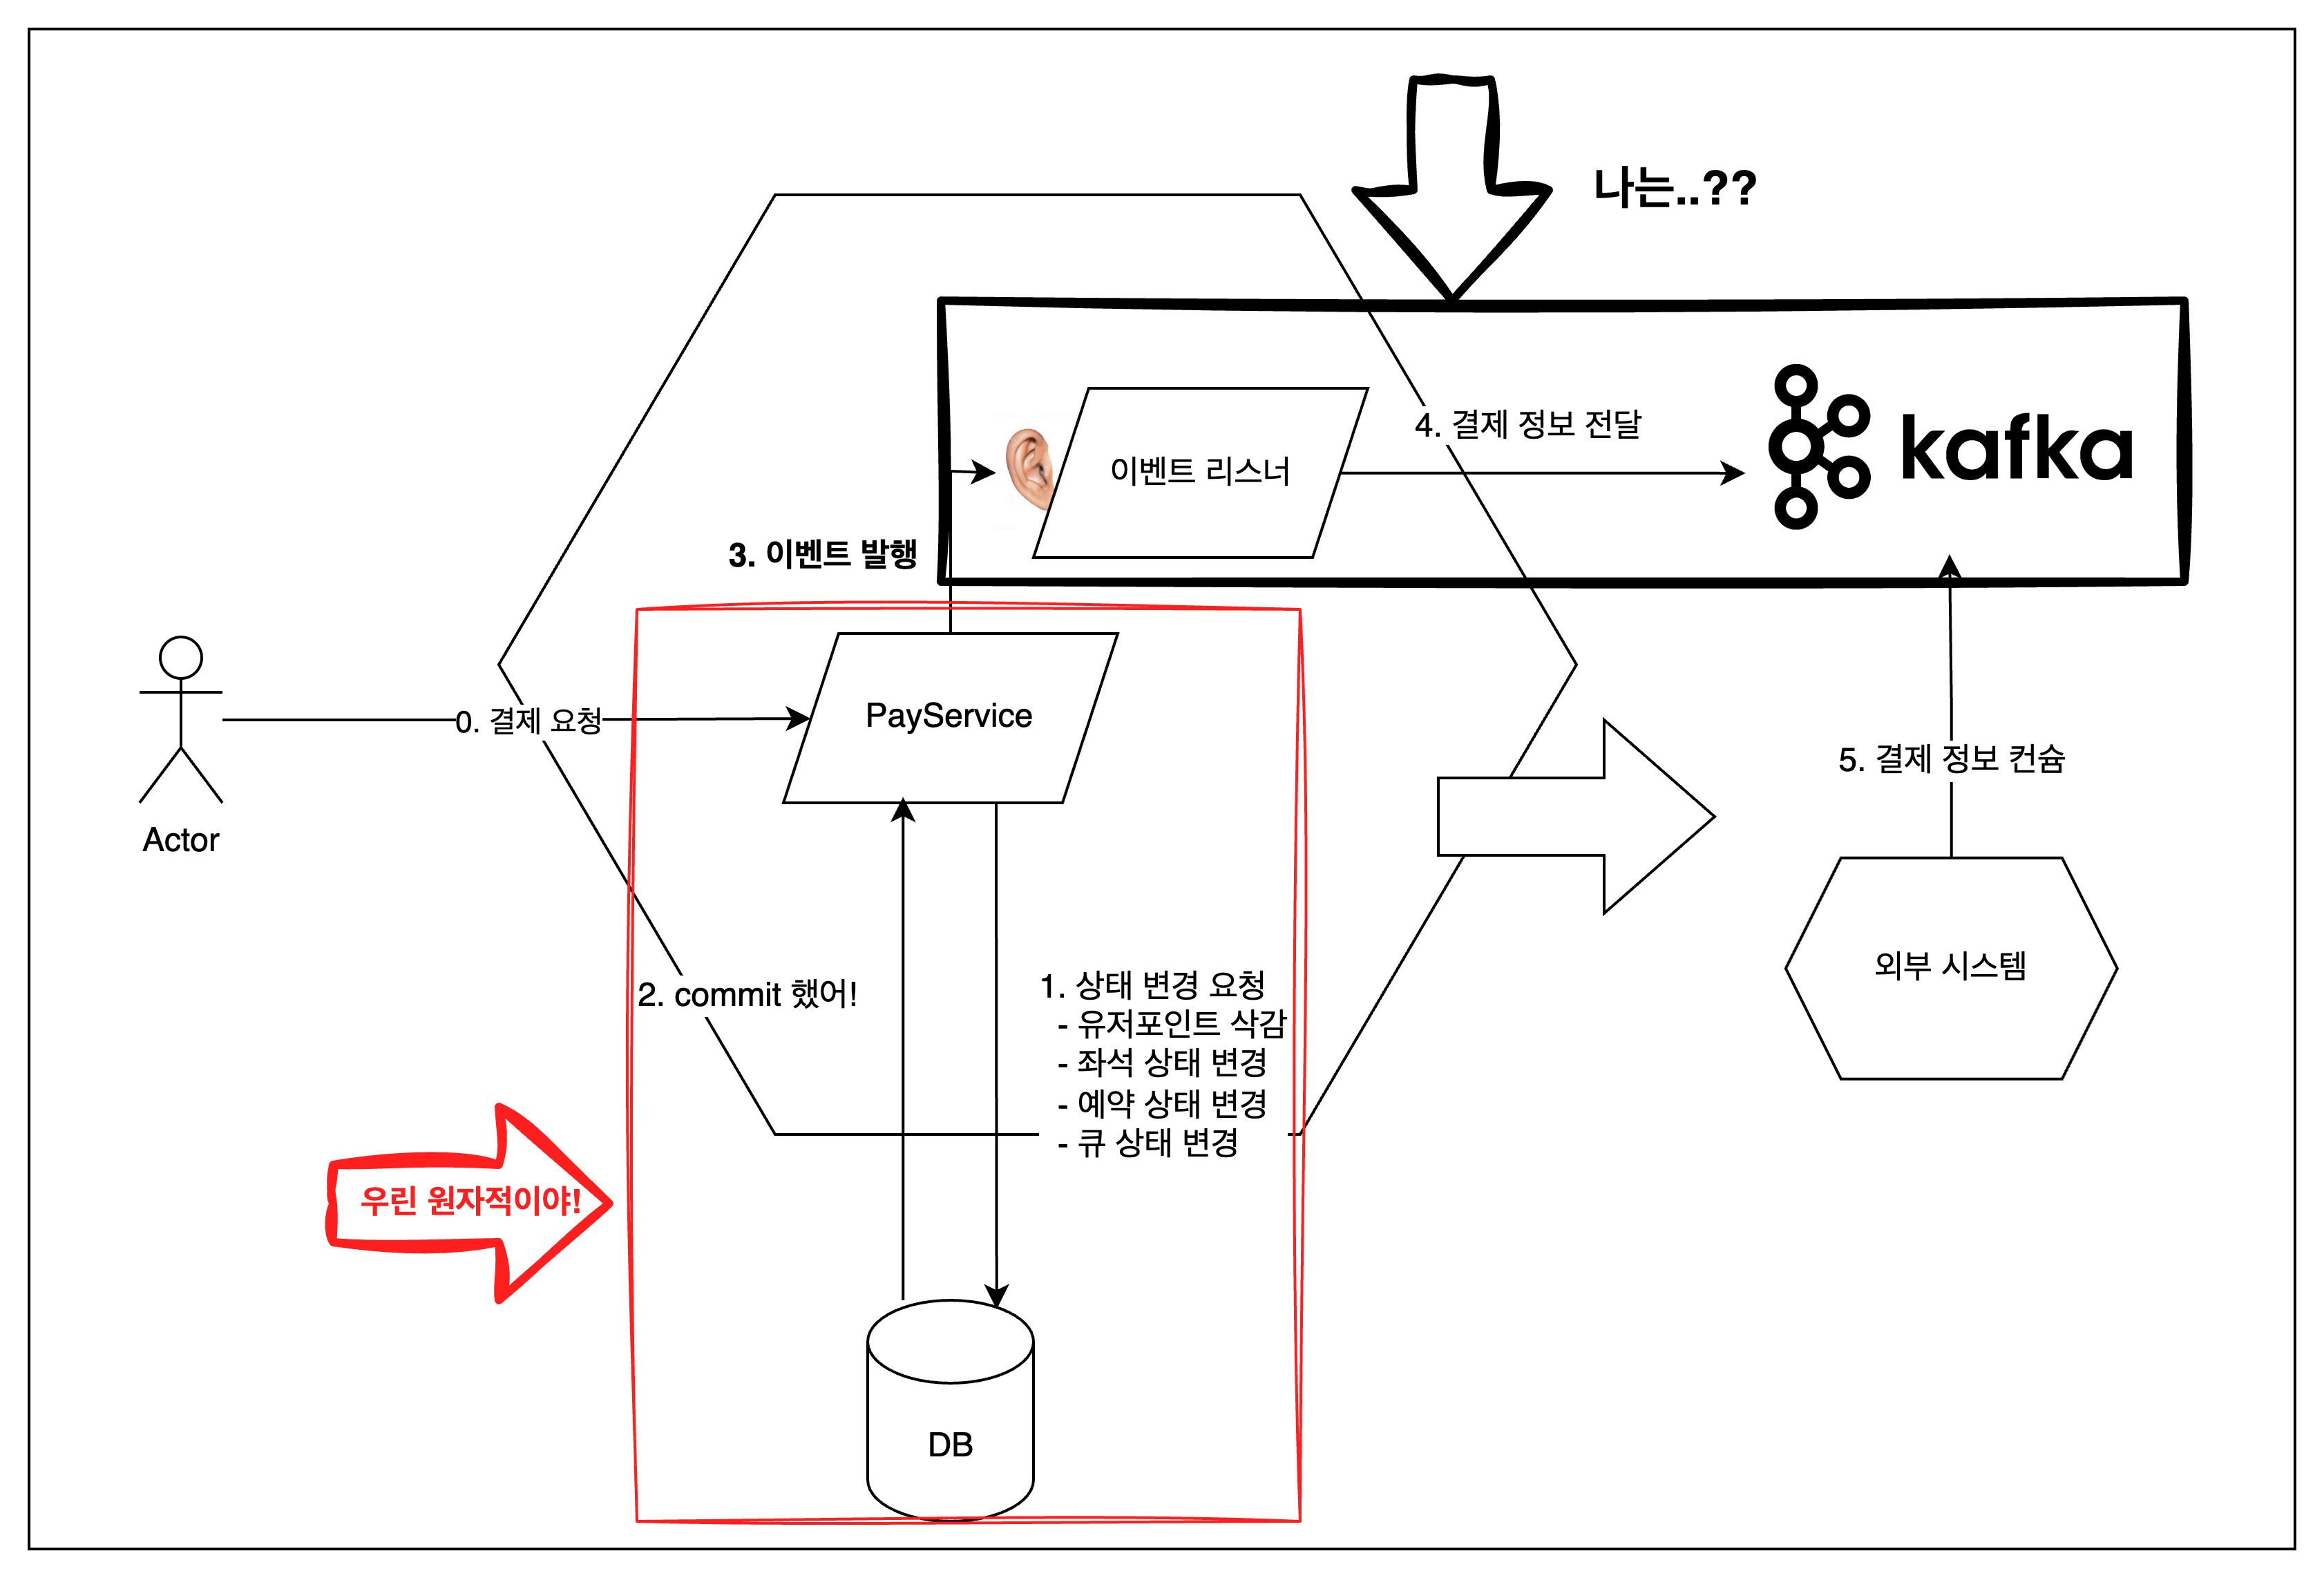 나는..??
4. 결제 정보 전달
이벤트 리스너
kafka
3. 이벤트 발행
0. 결제 요청
PayService
Actor
5. 결제 정보 컨슘
외부 시스템
2. commit 했어!
1. 상태 변경 요청
- 유저포인트 삭감
- 좌석 상태 변경
- 예약 상태 변경
- 큐 상태 변경
우린 원자적이야!
DB